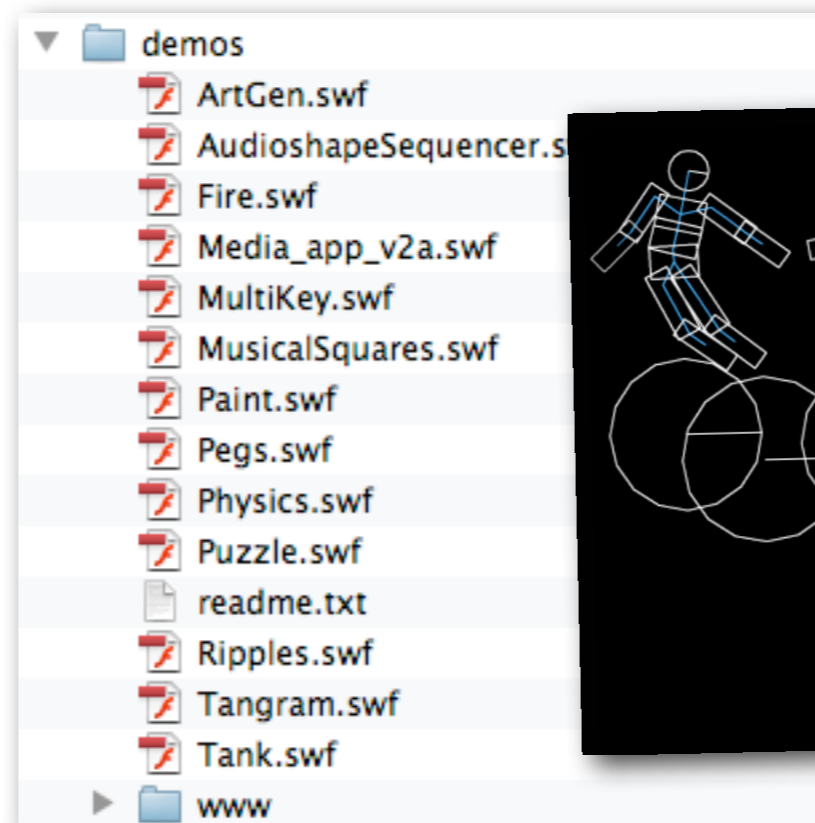 demos
ArtGen.swf
AudioshapeSequencer.s
Fire.swf
Media_app_v2a.swf
MultiKey.swf
MusicalSquares.swf
Paint.swf
Pegs.swf
Physics.swf
Puzzle.swf
readme.txt
Ripples.swf
Tangram.swf
Tank.swf
www